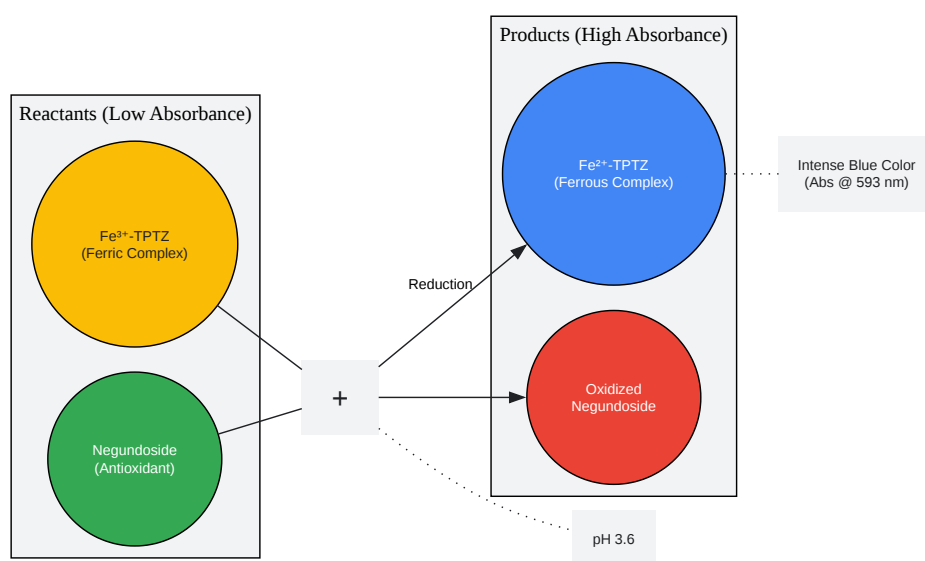 Reactants (Low Absorbance)
Fe³⁺-TPTZ
(Ferric Complex)
Negundoside
(Antioxidant)
+
Reduction
Products (High Absorbance)
Fe²⁺-TPTZ
(Ferrous Complex)
Oxidized
Negundoside
Intense Blue Color
(Abs @ 593 nm)
pH 3.6